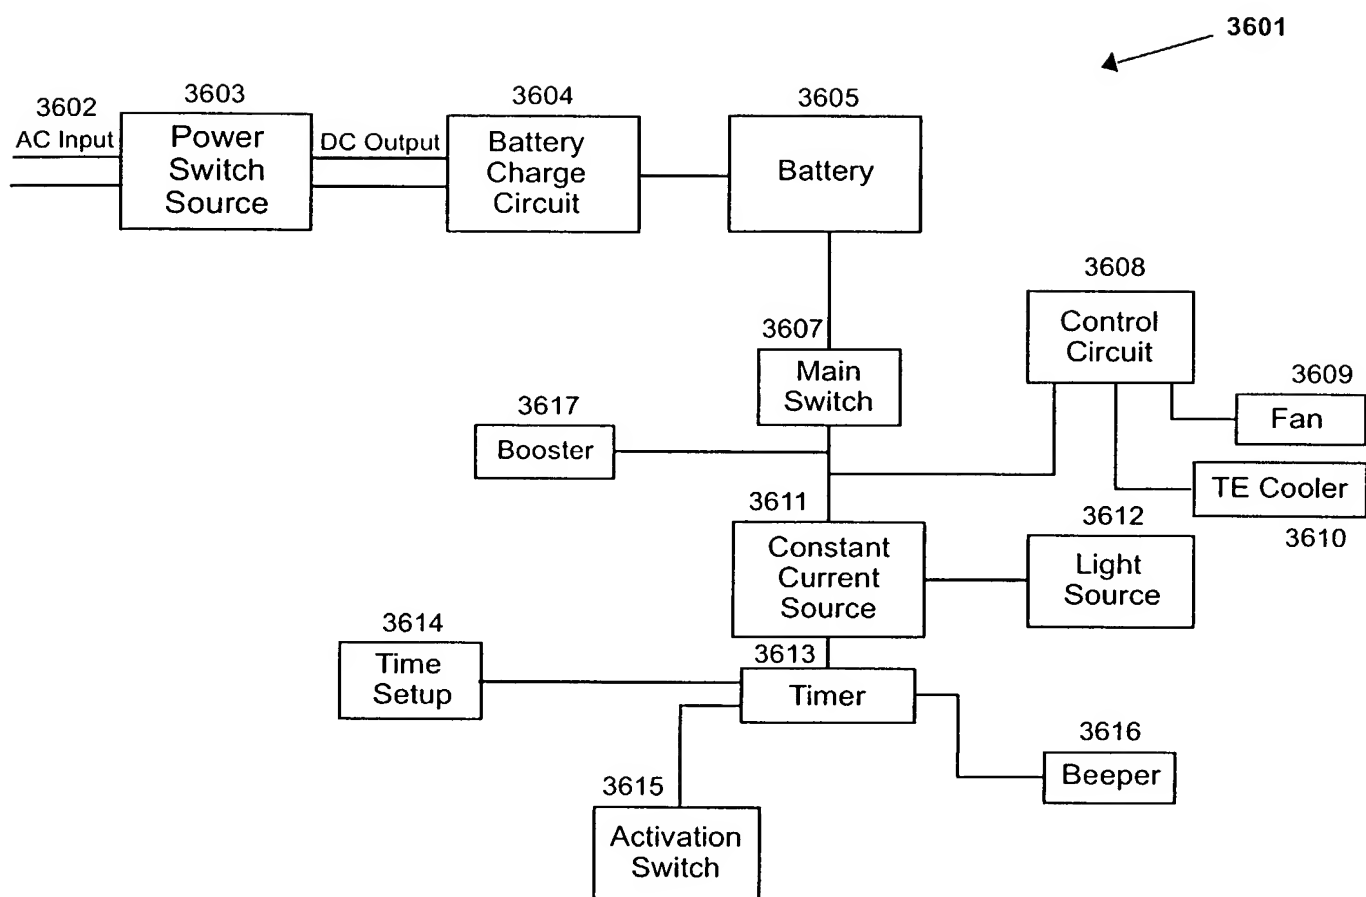 3601
3602
AC Input
3603
Power
Switch
Source
DC Output
3604
Battery
Charge
Circuit
3605
Battery
3607
Main
Switch
3608
Control
Circuit
3609
Fan
TE Cooler
3610
3617
Booster
3611
Constant
Current
Source
3612
Light
Source
3614
Time
Setup
3613
Timer
3616
Beeper
3615
Activation
Switch